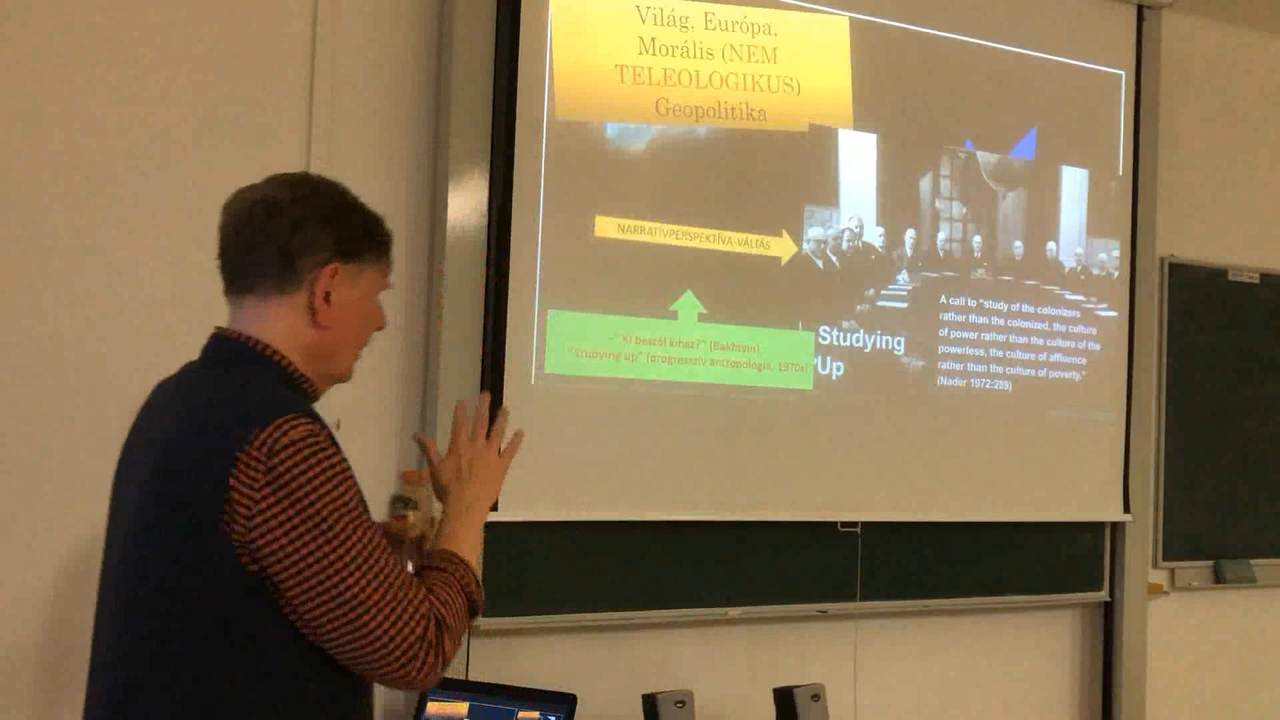 Világ, Európa,
Morális (NEM
TELEOLOGIKUS)
Geopolitika
NARRATÍVPERSPEKTÍVA-VÁLTÁS
"Ki beszél kihez?" (Bakhtyin)
"studying up" (progresszív antropológia, 1970s)
Studying
Up
A call to "study of the colonizers
rather than the colonized, the culture
of power rather than the culture of the
powerless, the culture of affluence
rather than the culture of poverty."
(Nader 1972:289)